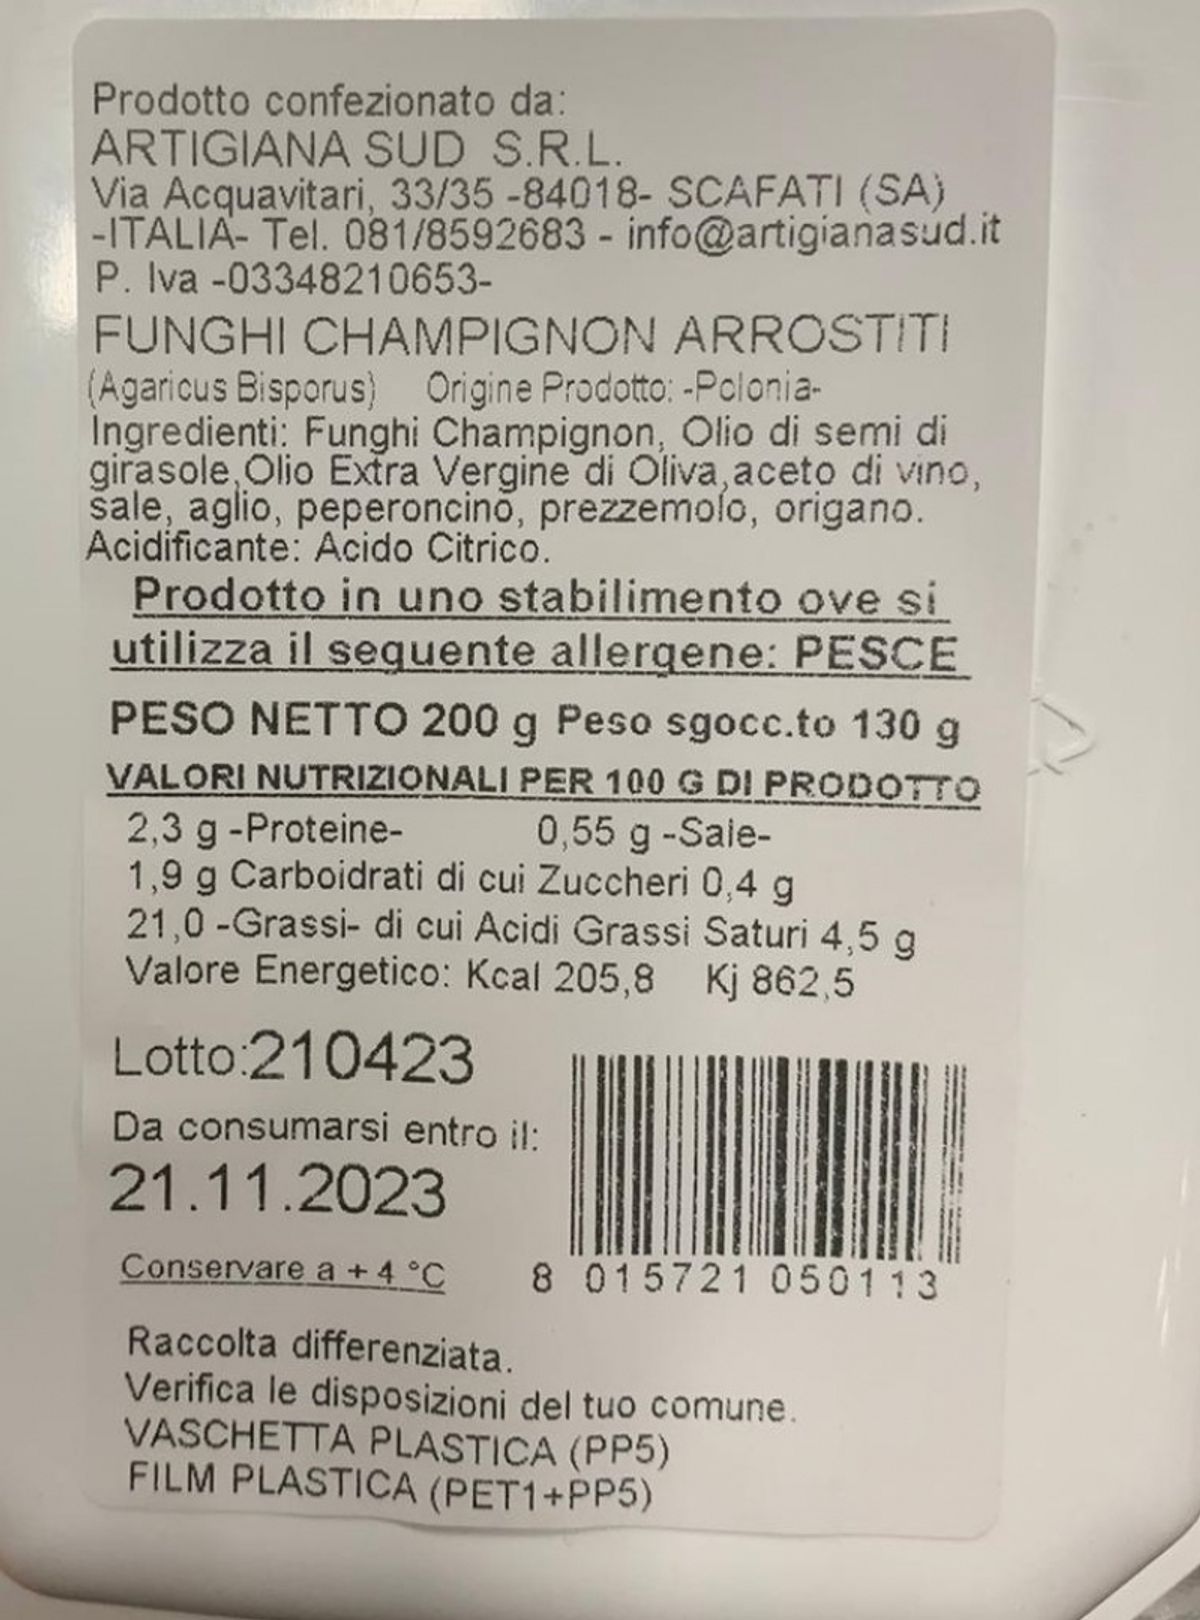 Prodotto confezionato da:
ARTIGIANA SUD S.R.L.
Via Acquavitari, 33/35 -84018- SCAFATI (SA)
-ITALIA- Tel. 081/8592683 - info@artigianasud.it
P. Iva -03348210653-
FUNGHI CHAMPIGNON ARROSTITI
(Agaricus Bisporus) Origine Prodotto: -Polonia-
Ingredienti: Funghi Champignon, Olio di semi di
girasole,Olio Extra Vergine di Oliva,aceto di vino,
sale, aglio, peperoncino, prezzemolo, origano.
Acidificante: Acido Citrico.
Prodotto in uno stabilimento ove si
utilizza il seguente allergene: PESCE
PESO NETTO 200 g Peso sgocc.to 130 g
VALORI NUTRIZIONALI PER 100 G DI PRODOTTO
2,3 g -Proteine- 0,55 g -Sale-
1,9 g Carboidrati di cui Zuccheri 0,4 g
21,0 -Grassi- di cui Acidi Grassi Saturi 4,5 g
Valore Energetico: Kcal 205,8 Kj 862,5
Lotto:210423
Da consumarsi entro il:
21.11.2023
Conservare a + 4 °C
8 015721 050113
Raccolta differenziata.
Verifica le disposizioni del tuo comune.
VASCHETTA PLASTICA (PP5)
FILM PLASTICA (PET1+PP5)